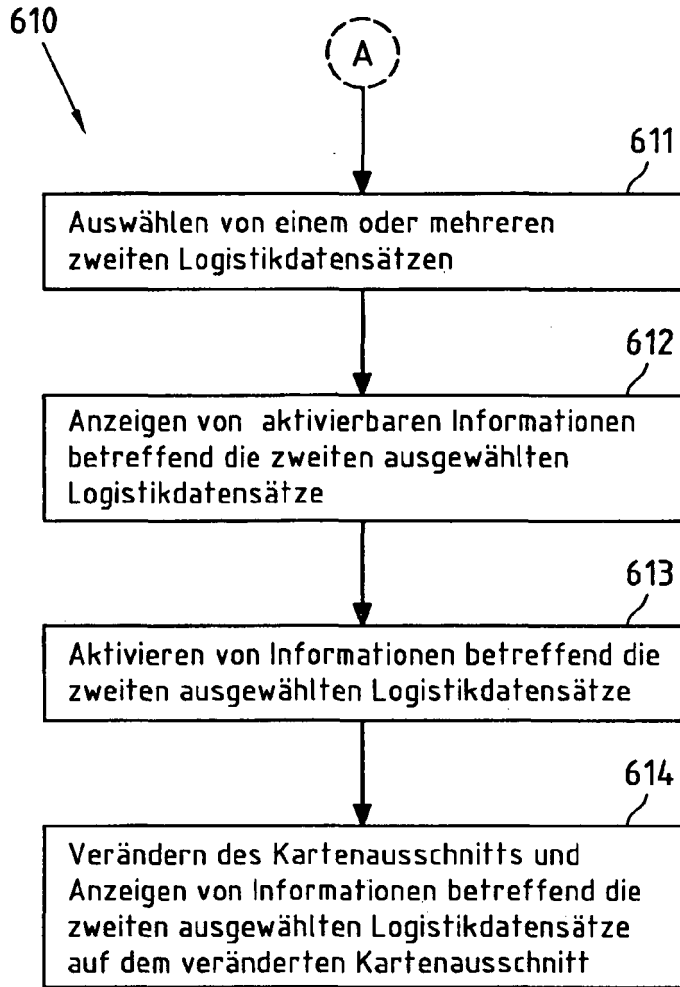 610
A
611
Auswählen von einem oder mehreren
zweiten Logistikdatensätzen
612
Anzeigen von aktivierbaren Informationen
betreffend die zweiten ausgewählten
Logistikdatensätze
613
Aktivieren von Informationen betreffend die
zweiten ausgewählten Logistikdatensätze
614
Verändern des Kartenausschnitts und
Anzeigen von Informationen betreffend die
zweiten ausgewählten Logistikdatensätze
auf dem veränderten Kartenausschnitt